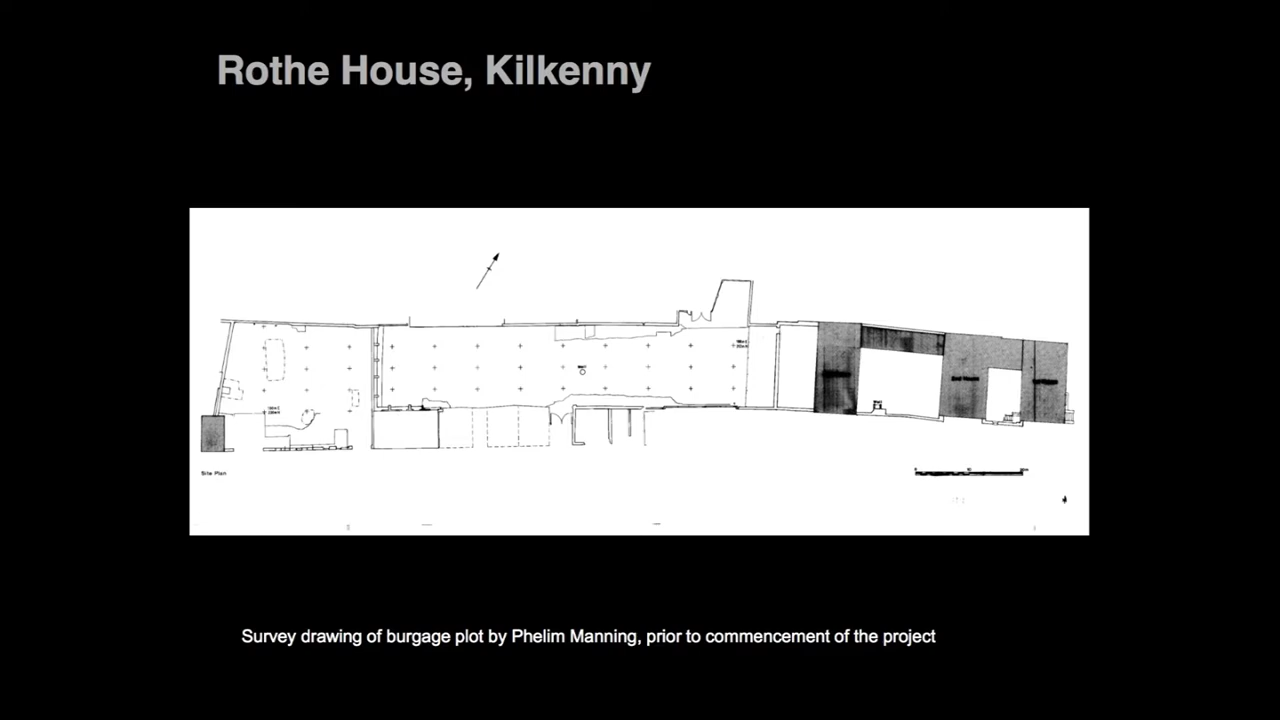 Rothe House, Kilkenny
Well
Site Plan
Survey drawing of burgage plot by Phelim Manning, prior to commencement of the project